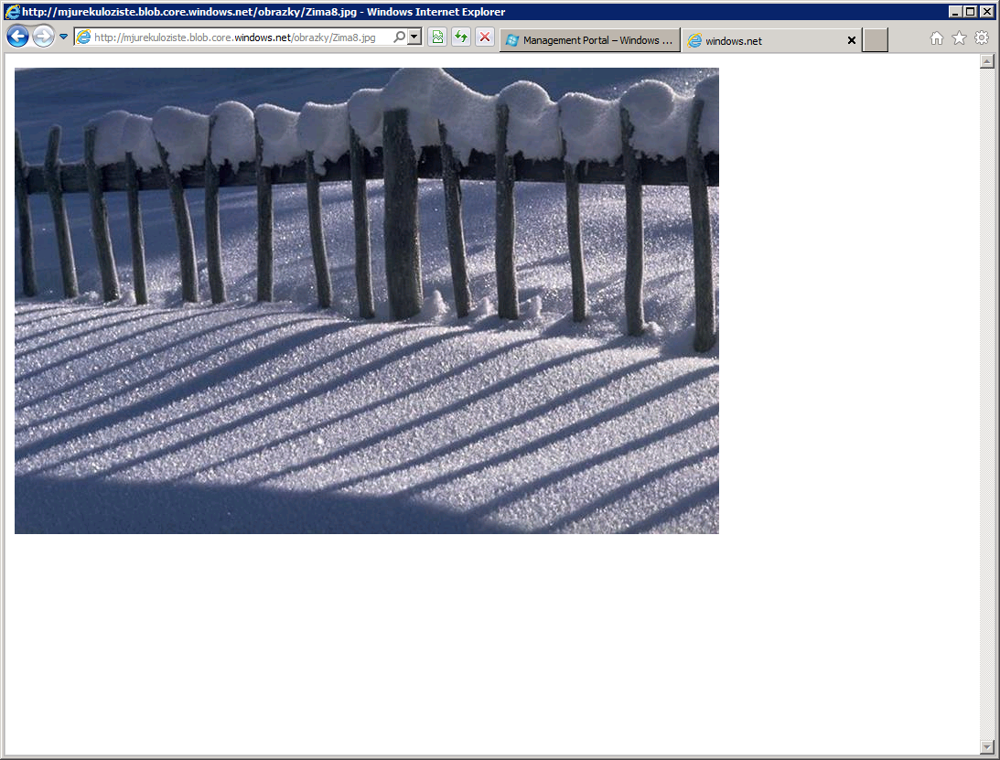 http://mjurekuloziste.blob.core.windows.net/obrazky/Zima8.jpg - Windows Internet Explorer
http://mjurekuloziste.blob.core.windows.net/obrazky/Zima8.jpg
Management Portal – Windows ...
windows.net